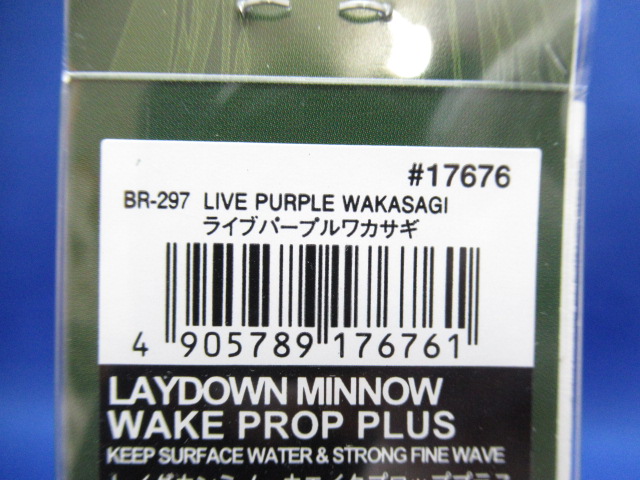 #17676
BR-297 LIVE PURPLE WAKASAGI
ライブパープルワカサギ
4 905789 176761
LAYDOWN MINNOW
WAKE PROP PLUS
KEEP SURFACE WATER & STRONG FINE WAVE